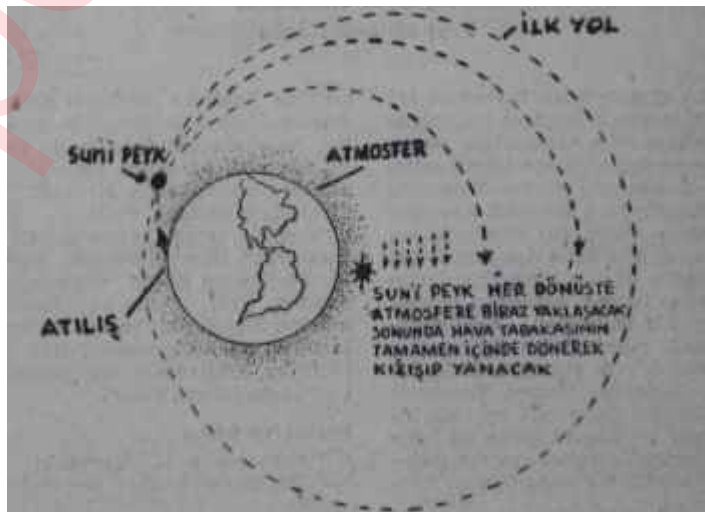 İLK YOL
SUNİ PEYK
ATMOSFER
ATILIŞ
SUNİ PEYK HER DÖNÜŞTE
ATMOSFERE BİRAZ YAKLAŞACAK,
SONUNDA HAVA TABAKASININ
TAMAMEN İÇİNDE DÖNEREK
KIZIŞIP YANACAK